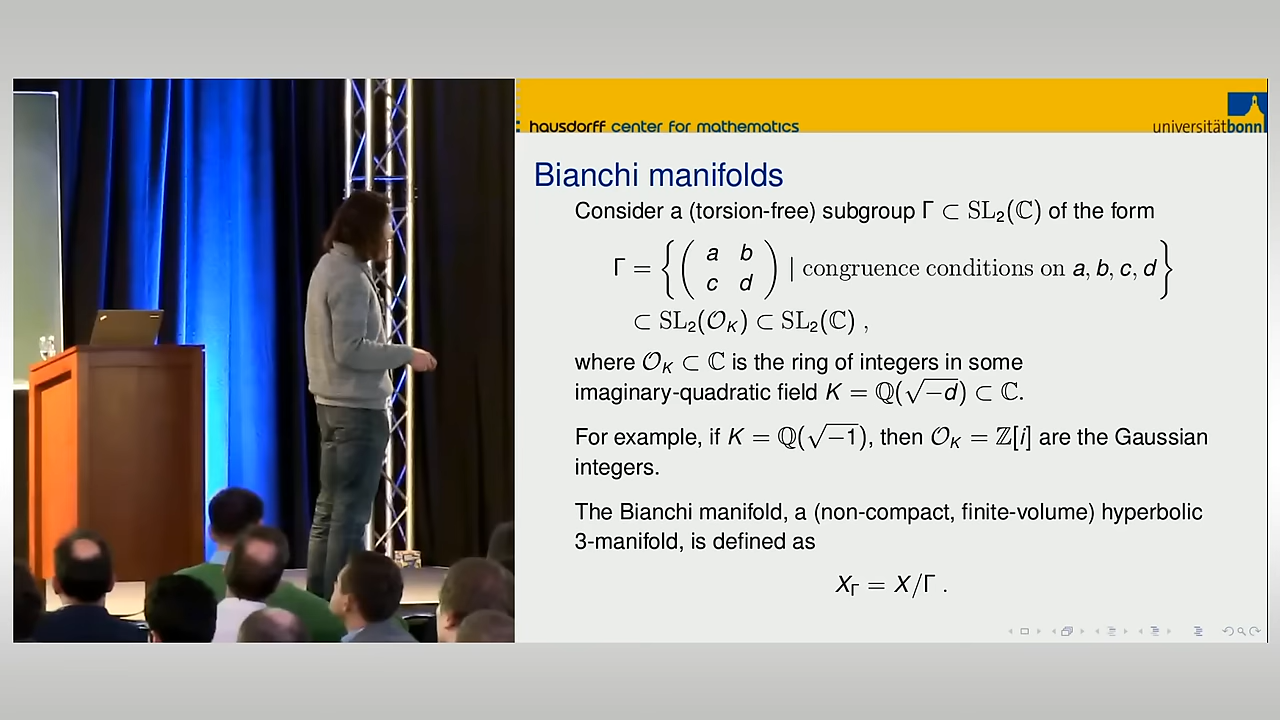 hausdorff center for mathematics
universitätbonn
Bianchi manifolds
Consider a (torsion-free) subgroup Γ ⊂ SL₂(ℂ) of the form
Γ = { ( a b
c d ) | congruence conditions on a, b, c, d }
⊂ SL₂(𝒪_K) ⊂ SL₂(ℂ) ,
where 𝒪_K ⊂ ℂ is the ring of integers in some
imaginary-quadratic field K = ℚ(√−d) ⊂ ℂ.
For example, if K = ℚ(√−1), then 𝒪_K = ℤ[i] are the Gaussian
integers.
The Bianchi manifold, a (non-compact, finite-volume) hyperbolic
3-manifold, is defined as
X_Γ = X/Γ .